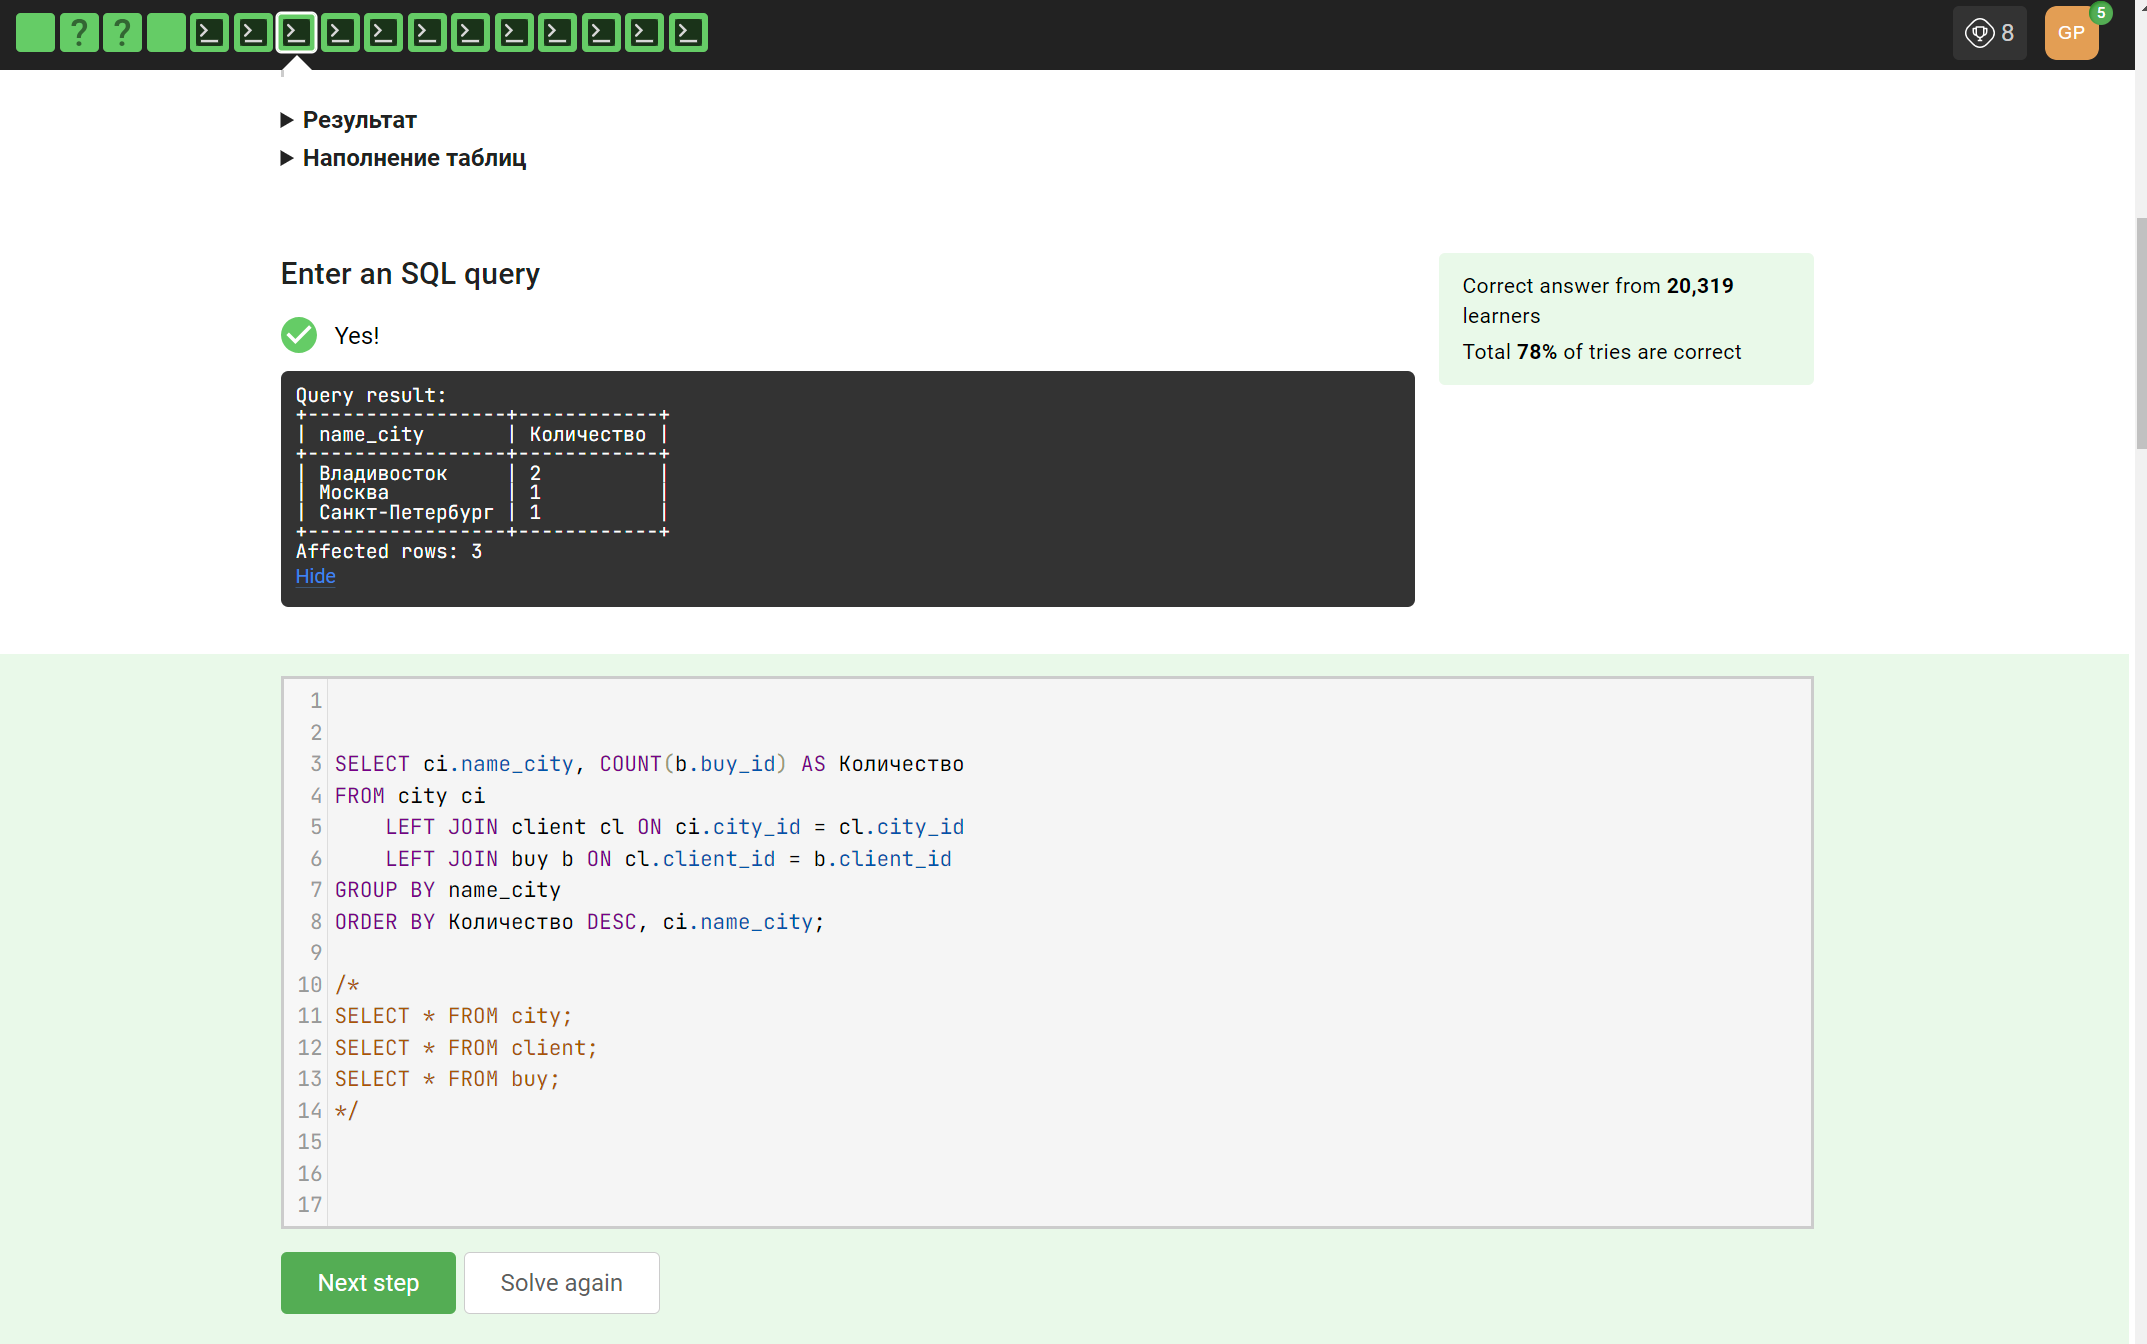 ? ?
8
GP
5
Результат
Наполнение таблиц
Enter an SQL query
Yes!
Correct answer from 20,319
learners
Total 78% of tries are correct
Query result:
+-----------------+------------+
| name_city       | Количество |
+-----------------+------------+
| Владивосток     | 2          |
| Москва          | 1          |
| Санкт-Петербург | 1          |
+-----------------+------------+
Affected rows: 3
Hide
1
2
3 SELECT ci.name_city, COUNT(b.buy_id) AS Количество
4 FROM city ci
5     LEFT JOIN client cl ON ci.city_id = cl.city_id
6     LEFT JOIN buy b ON cl.client_id = b.client_id
7 GROUP BY name_city
8 ORDER BY Количество DESC, ci.name_city;
9
10 /*
11 SELECT * FROM city;
12 SELECT * FROM client;
13 SELECT * FROM buy;
14 */
15
16
17
Next step
Solve again